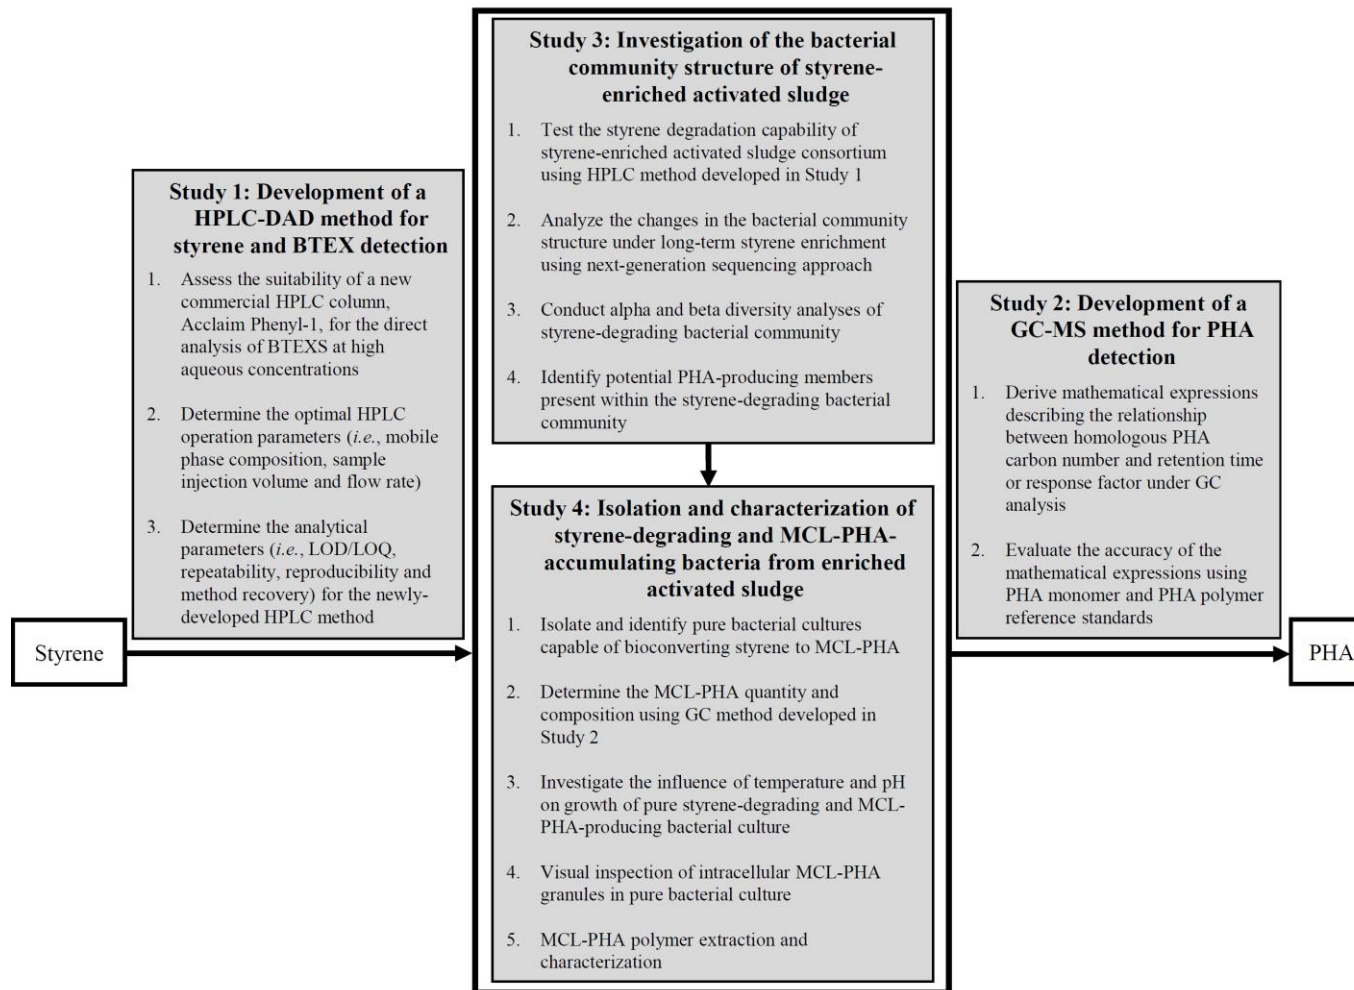 Styrene
Study 1: Development of a
HPLC-DAD method for
styrene and BTEX detection
1. Assess the suitability of a new
commercial HPLC column,
Acclaim Phenyl-1, for the direct
analysis of BTEXS at high
aqueous concentrations
2. Determine the optimal HPLC
operation parameters (i.e., mobile
phase composition, sample
injection volume and flow rate)
3. Determine the analytical
parameters (i.e., LOD/LOQ,
repeatability, reproducibility and
method recovery) for the newly-
developed HPLC method
Study 3: Investigation of the bacterial
community structure of styrene-
enriched activated sludge
1. Test the styrene degradation capability of
styrene-enriched activated sludge consortium
using HPLC method developed in Study 1
2. Analyze the changes in the bacterial community
structure under long-term styrene enrichment
using next-generation sequencing approach
3. Conduct alpha and beta diversity analyses of
styrene-degrading bacterial community
4. Identify potential PHA-producing members
present within the styrene-degrading bacterial
community
Study 4: Isolation and characterization of
styrene-degrading and MCL-PHA-
accumulating bacteria from enriched
activated sludge
1. Isolate and identify pure bacterial cultures
capable of bioconverting styrene to MCL-PHA
2. Determine the MCL-PHA quantity and
composition using GC method developed in
Study 2
3. Investigate the influence of temperature and pH
on growth of pure styrene-degrading and MCL-
PHA-producing bacterial culture
4. Visual inspection of intracellular MCL-PHA
granules in pure bacterial culture
5. MCL-PHA polymer extraction and
characterization
Study 2: Development of a
GC-MS method for PHA
detection
1. Derive mathematical expressions
describing the relationship
between homologous PHA
carbon number and retention time
or response factor under GC
analysis
2. Evaluate the accuracy of the
mathematical expressions using
PHA monomer and PHA polymer
reference standards
PHA